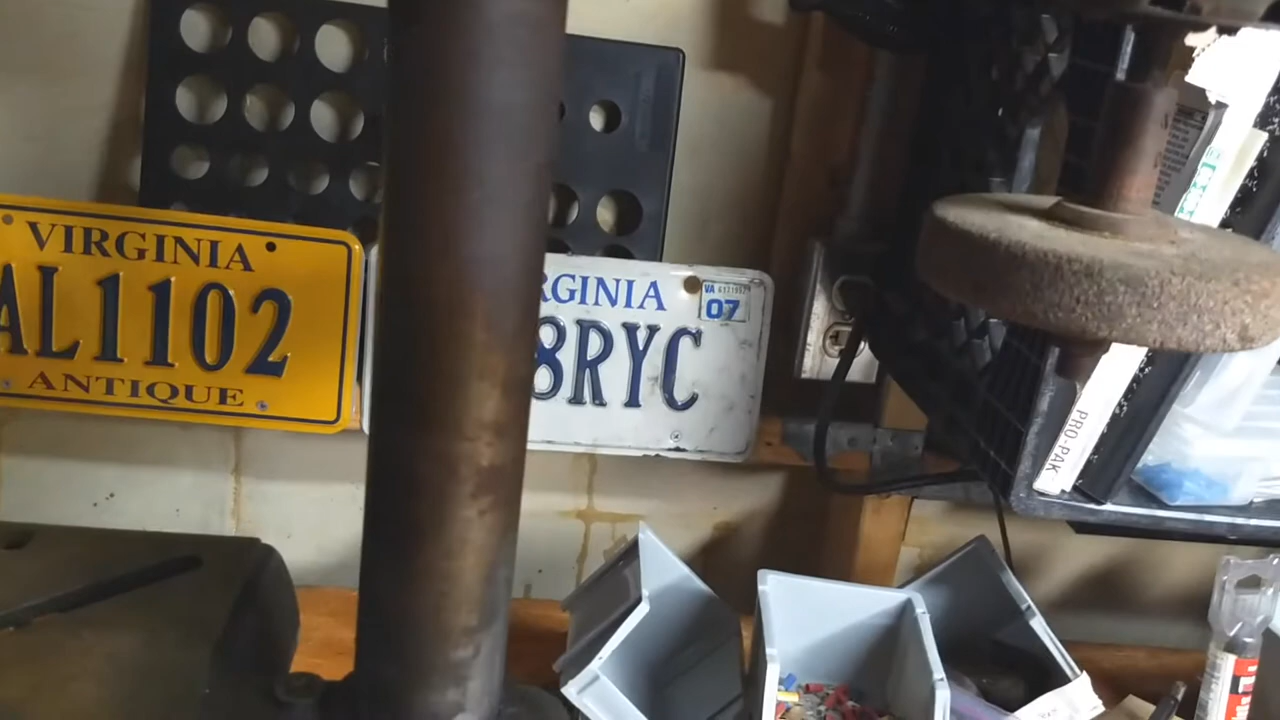 VIRGINIA
AL1102
ANTIQUE
RGINIA
VA
07
8RYC
PRO-PAK